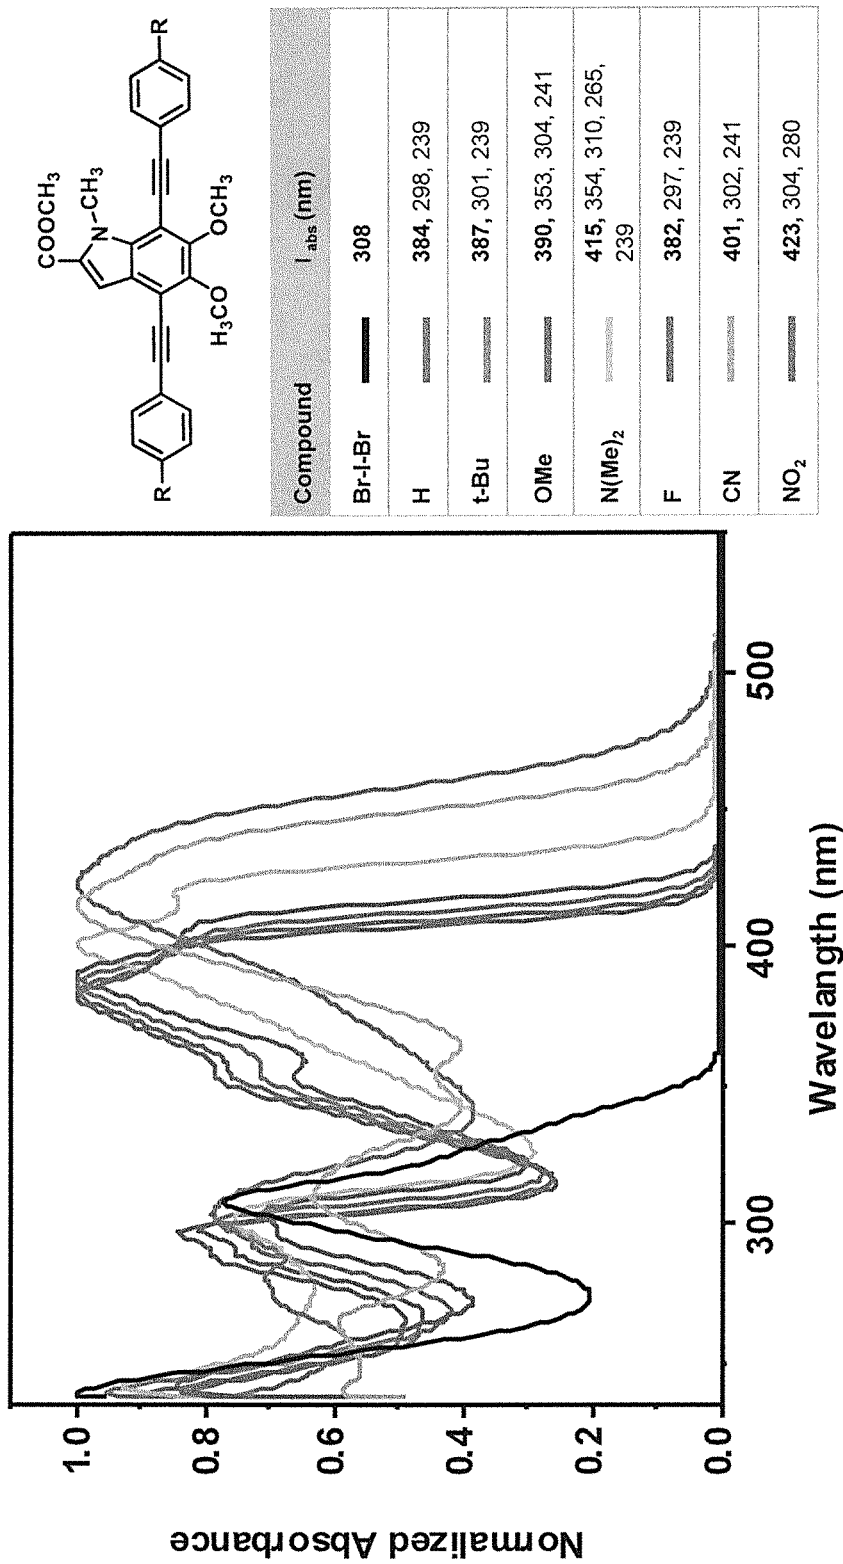 Normalized Absorbance
1.0
0.8
0.6
0.4
0.2
0.0
300
400
500
Wavelangth (nm)
COOCH3
N-CH3
R
R
H3CO
OCH3
Compound I abs (nm)
Br-I-Br 308
H 384, 298, 239
t-Bu 387, 301, 239
OMe 390, 353, 304, 241
N(Me)2 415, 354, 310, 265,
239
F 382, 297, 239
CN 401, 302, 241
NO2 423, 304, 280